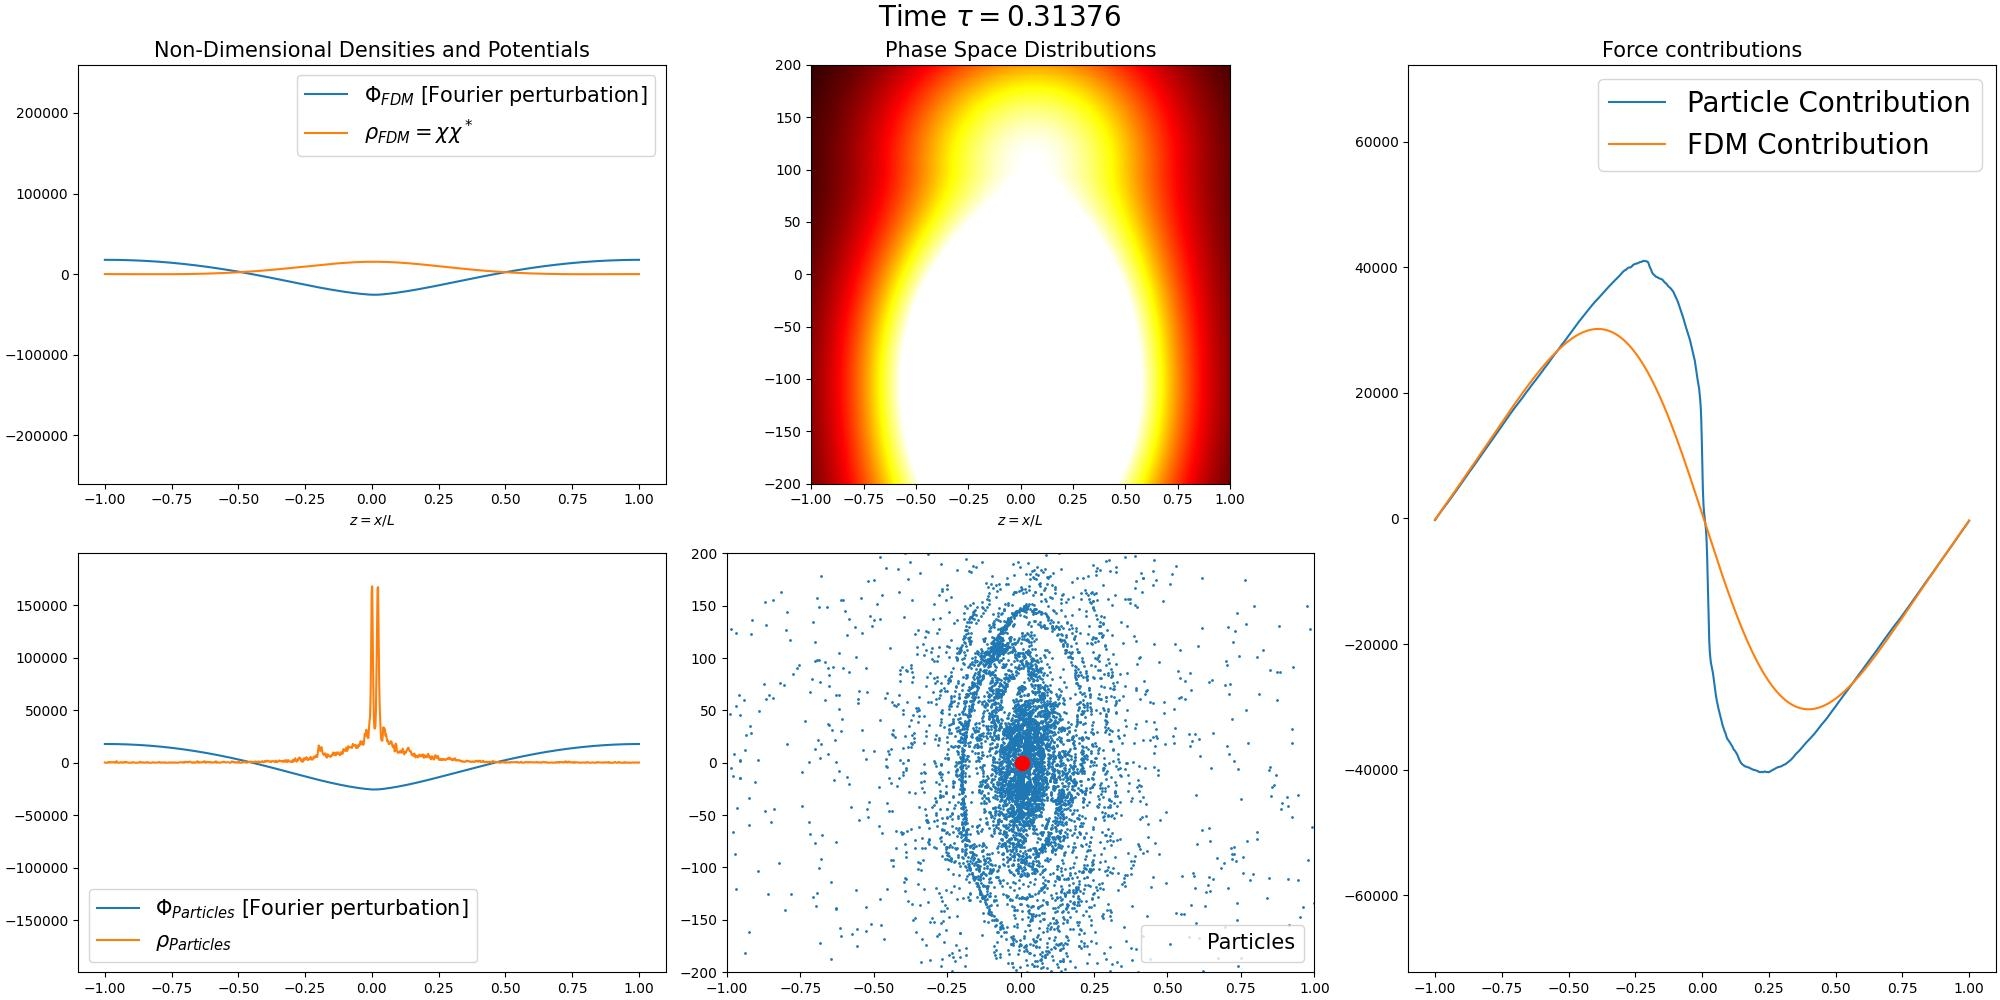 Time τ = 0.31376
Non-Dimensional Densities and Potentials
Φ_FDM [Fourier perturbation]
ρ_FDM = χχ*
200000
100000
0
−100000
−200000
−1.00 −0.75 −0.50 −0.25 0.00 0.25 0.50 0.75 1.00
z = x/L
Phase Space Distributions
200
150
100
50
0
−50
−100
−150
−200
−1.00 −0.75 −0.50 −0.25 0.00 0.25 0.50 0.75 1.00
z = x/L
Force contributions
Particle Contribution
FDM Contribution
60000
40000
20000
0
−20000
−40000
−60000
−1.00 −0.75 −0.50 −0.25 0.00 0.25 0.50 0.75 1.00
150000
100000
50000
0
−50000
−100000
−150000
Φ_Particles [Fourier perturbation]
ρ_Particles
−1.00 −0.75 −0.50 −0.25 0.00 0.25 0.50 0.75 1.00
200
150
100
50
0
−50
−100
−150
−200
Particles
−1.00 −0.75 −0.50 −0.25 0.00 0.25 0.50 0.75 1.00